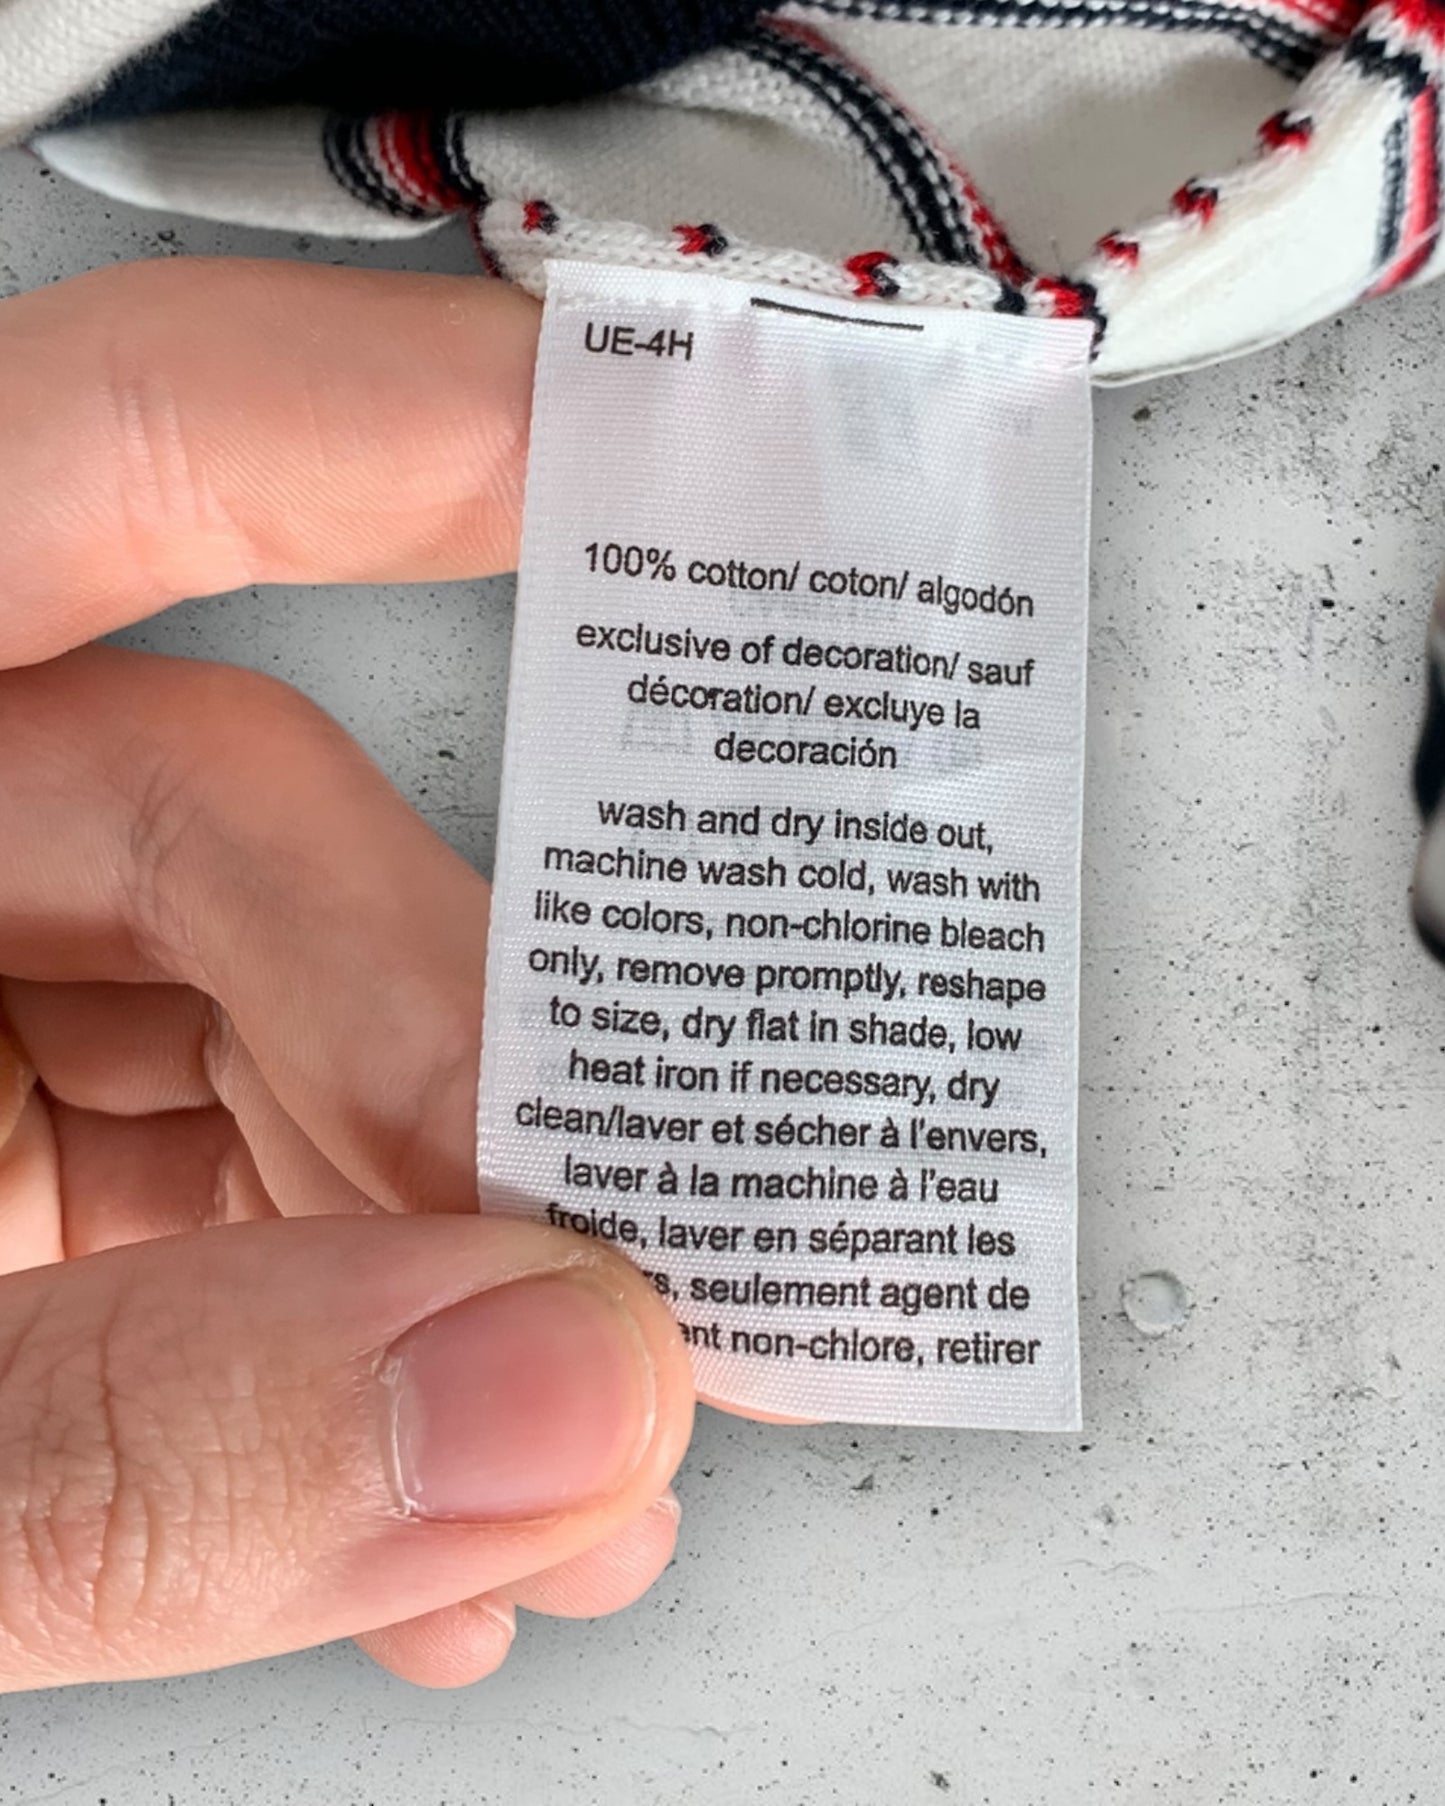 UE-4H
100% cotton/ coton/ algodón
exclusive of decoration/ sauf
décoration/ excluye la
decoración
wash and dry inside out,
machine wash cold, wash with
like colors, non-chlorine bleach
only, remove promptly, reshape
to size, dry flat in shade, low
heat iron if necessary, dry
clean/laver et sécher à l'envers,
laver à la machine à l'eau
froide, laver en séparant les
seulement agent de
non-chlore, retirer